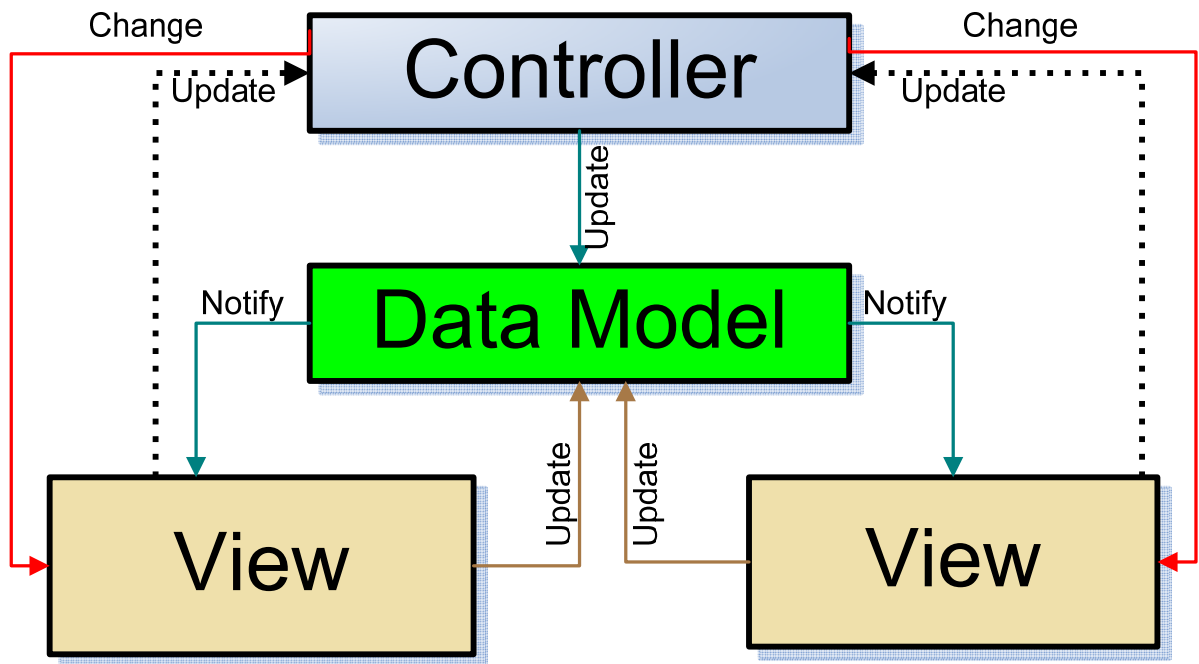 Change
Change
Controller
Update
Update
Update
Notify
Data Model
Notify
Update
Update
View
View